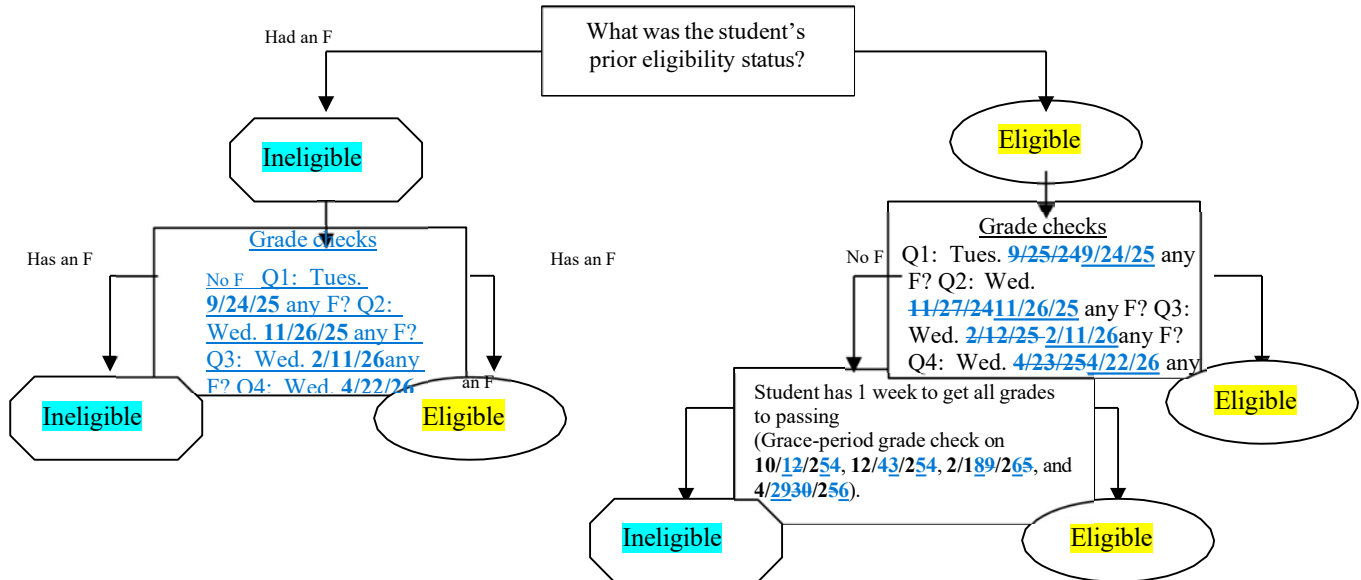 What was the student’s
prior eligibility status?
Had an F
Ineligible
Eligible
Grade checks
Has an F
No F Q1: Tues.
9/24/25 any F? Q2:
Wed. 11/26/25 any F?
Q3: Wed. 2/11/26any
F? Q4: Wed. 4/22/26
an F
Ineligible
Eligible
Has an F
No F
Grade checks
Q1: Tues. 9/25/249/24/25 any
F? Q2: Wed.
11/27/2411/26/25 any F? Q3:
Wed. 2/12/25 2/11/26any F?
Q4: Wed. 4/23/254/22/26 any
Eligible
Student has 1 week to get all grades
to passing
(Grace-period grade check on
10/12/254, 12/43/254, 2/189/265, and
4/2930/256).
Ineligible
Eligible